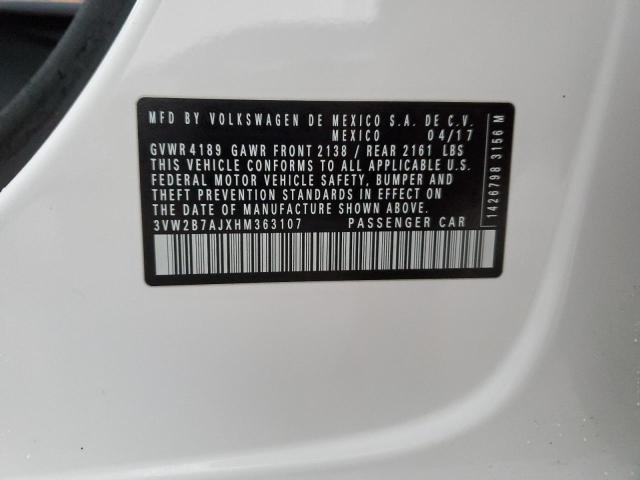 MFD BY VOLKSWAGEN DE MEXICO S.A. DE C.V.
MEXICO 04/17
GVWR 4189 GAWR FRONT 2138 / REAR 2161 LBS
THIS VEHICLE CONFORMS TO ALL APPLICABLE U.S.
FEDERAL MOTOR VEHICLE SAFETY, BUMPER AND
THEFT PREVENTION STANDARDS IN EFFECT ON
THE DATE OF MANUFACTURE SHOWN ABOVE.
3VW2B7AJXHM363107 PASSENGER CAR
1426798 3156 M